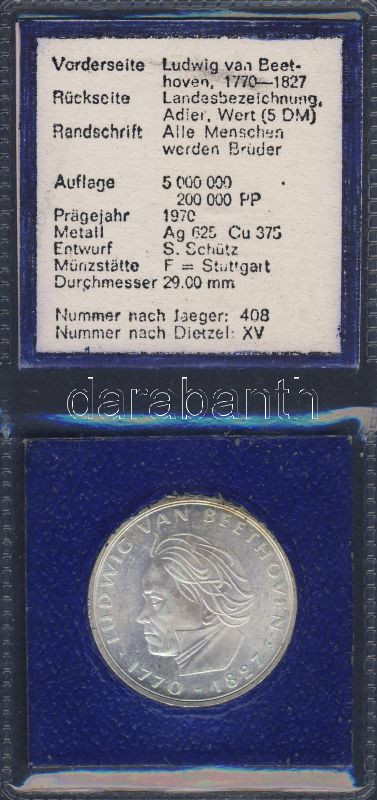 Vorderseite Ludwig van Beet-
hoven, 1770—1827
Rückseite Landesbezeichnung,
Adler, Wert (5 DM)
Randschrift Alle Menschen
werden Brüder
Auflage 5 000 000
200 000 PP
Prägejahr 1970
Metall Ag 625 Cu 375
Entwurf S. Schütz
Münzstätte F = Stuttgart
Durchmesser 29.00 mm
Nummer nach Jaeger: 408
Nummer nach Dietzel: XV
darabanth
LUDWIG VAN BEETHOVEN
1770 - 1827